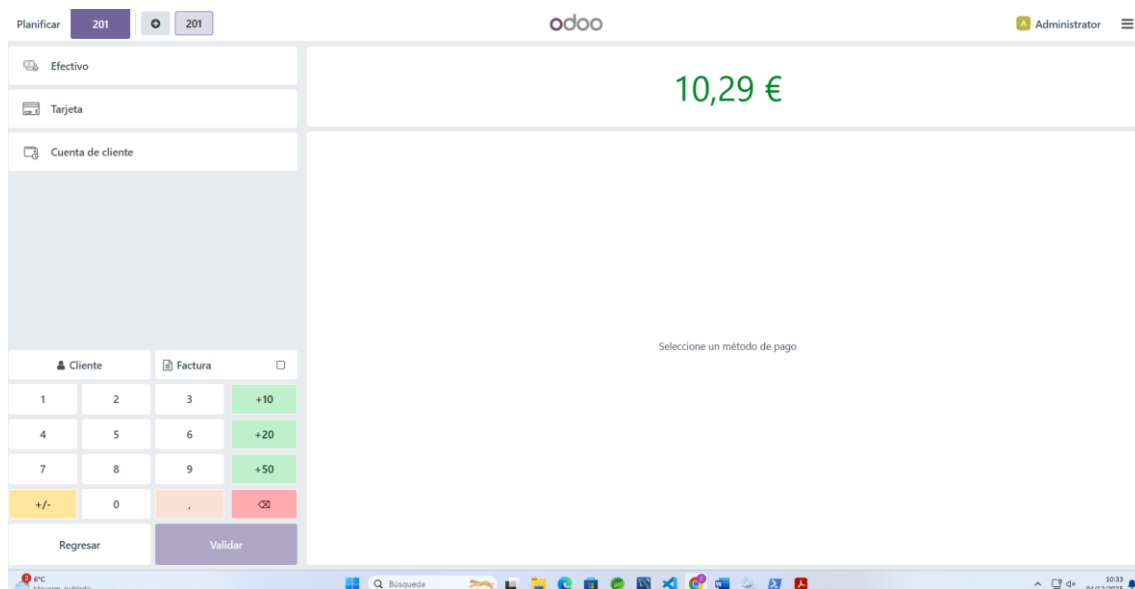 Planificar 201 201 odoo A Administrator
Efectivo
Tarjeta
Cuenta de cliente
10,29 €
Seleccione un método de pago
Cliente Factura
1 2 3 +10
4 5 6 +20
7 8 9 +50
+/- 0 ,
Regresar Validar
2 6°C
Búsqueda
10:33